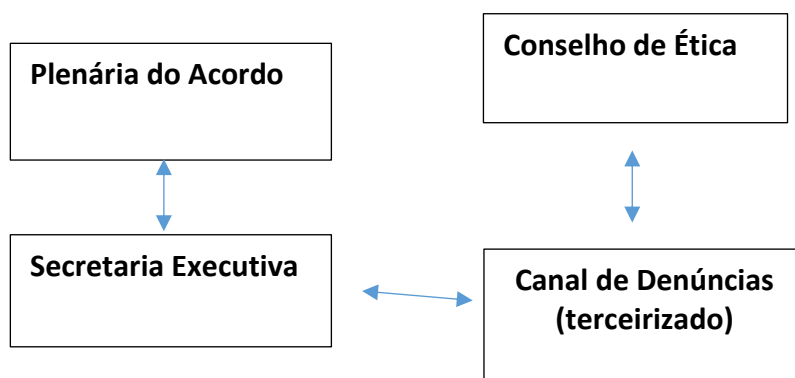 Plenária do Acordo
Conselho de Ética
Secretaria Executiva
Canal de Denúncias
(terceirizado)